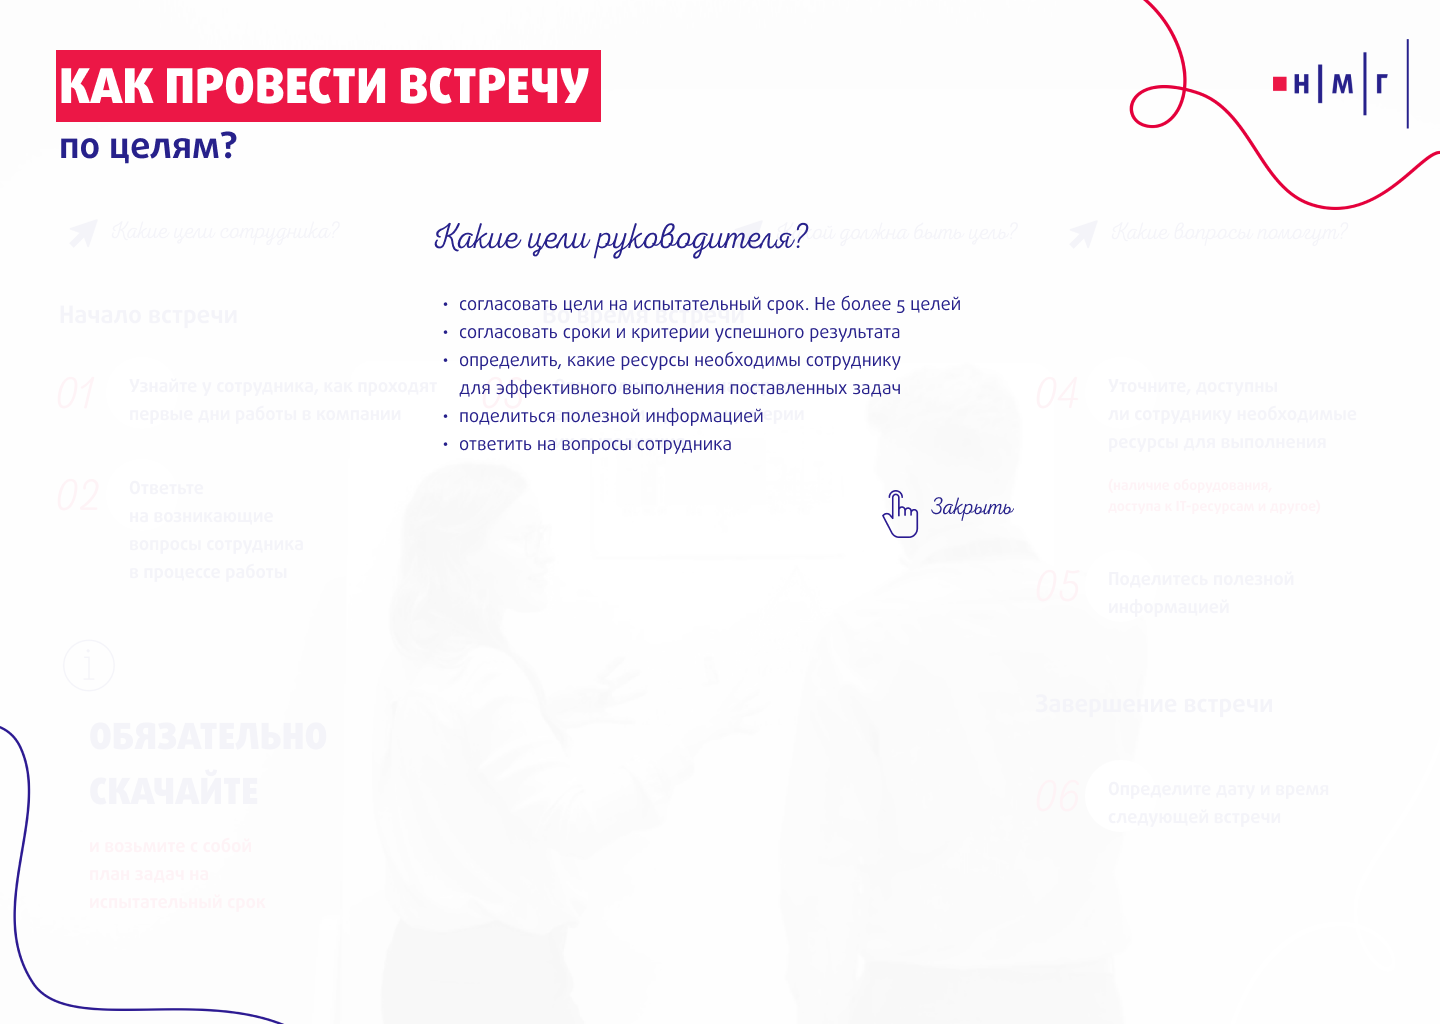 КАК ПРОВЕСТИ ВСТРЕЧУ
по целям?
Н|М|Г
Какие цели сотрудника?
Какие цели руководителя?
должна быть цель?
Какие вопросы помогут?
• согласовать цели на испытательный срок. Не более 5 целей
• согласовать сроки и критерии успешного результата
• определить, какие ресурсы необходимы сотруднику
для эффективного выполнения поставленных задач
• поделиться полезной информацией
• ответить на вопросы сотрудника
Закрыть
Начало встречи
Во время встречи
01
Узнайте у сотрудника, как проходят
первые дни работы в компании
02
Ответьте
на возникающие
вопросы сотрудника
в процессе работы
04
Уточните, доступны
ли сотруднику необходимые
ресурсы для выполнения
(наличие оборудования,
доступа к IT-ресурсам и другое)
05
Поделитесь полезной
информацией
Завершение встречи
06
Определите дату и время
следующей встречи
i
ОБЯЗАТЕЛЬНО
СКАЧАЙТЕ
и возьмите с собой
план задач на
испытательный срок